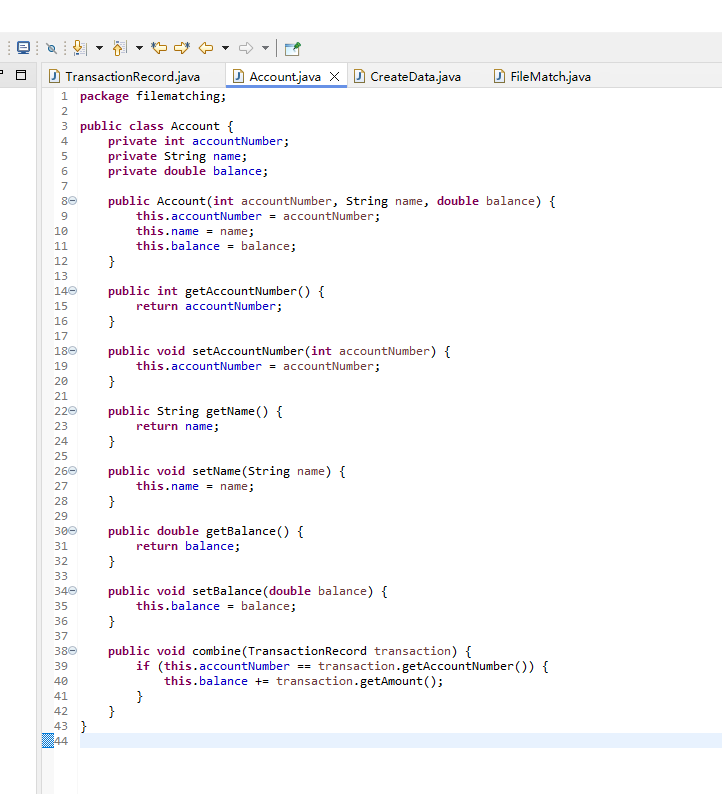 TransactionRecord.java Account.java CreateData.java FileMatch.java
1 package filematching;
2
3 public class Account {
4     private int accountNumber;
5     private String name;
6     private double balance;
7
8     public Account(int accountNumber, String name, double balance) {
9         this.accountNumber = accountNumber;
10         this.name = name;
11         this.balance = balance;
12     }
13
14     public int getAccountNumber() {
15         return accountNumber;
16     }
17
18     public void setAccountNumber(int accountNumber) {
19         this.accountNumber = accountNumber;
20     }
21
22     public String getName() {
23         return name;
24     }
25
26     public void setName(String name) {
27         this.name = name;
28     }
29
30     public double getBalance() {
31         return balance;
32     }
33
34     public void setBalance(double balance) {
35         this.balance = balance;
36     }
37
38     public void combine(TransactionRecord transaction) {
39         if (this.accountNumber == transaction.getAccountNumber()) {
40             this.balance += transaction.getAmount();
41         }
42     }
43 }
44